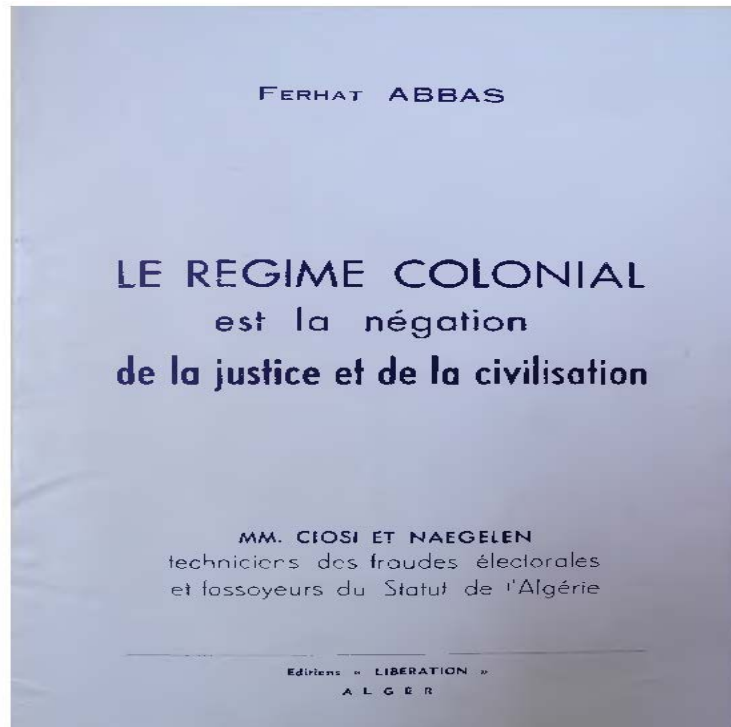 FERHAT ABBAS
LE REGIME COLONIAL
est la négation
de la justice et de la civilisation
MM. CIOSI ET NAEGELEN
techniciens des fraudes électorales
et fossoyeurs du Statut de l'Algérie
Editions « LIBERATION »
ALGER